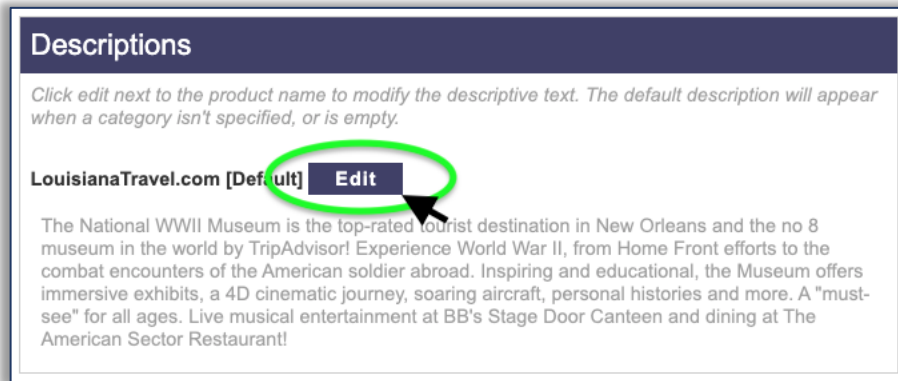 Descriptions
Click edit next to the product name to modify the descriptive text. The default description will appear
when a category isn't specified, or is empty.
LouisianaTravel.com [Default] Edit
The National WWII Museum is the top-rated tourist destination in New Orleans and the no 8
museum in the world by TripAdvisor! Experience World War II, from Home Front efforts to the
combat encounters of the American soldier abroad. Inspiring and educational, the Museum offers
immersive exhibits, a 4D cinematic journey, soaring aircraft, personal histories and more. A "must-
see" for all ages. Live musical entertainment at BB's Stage Door Canteen and dining at The
American Sector Restaurant!